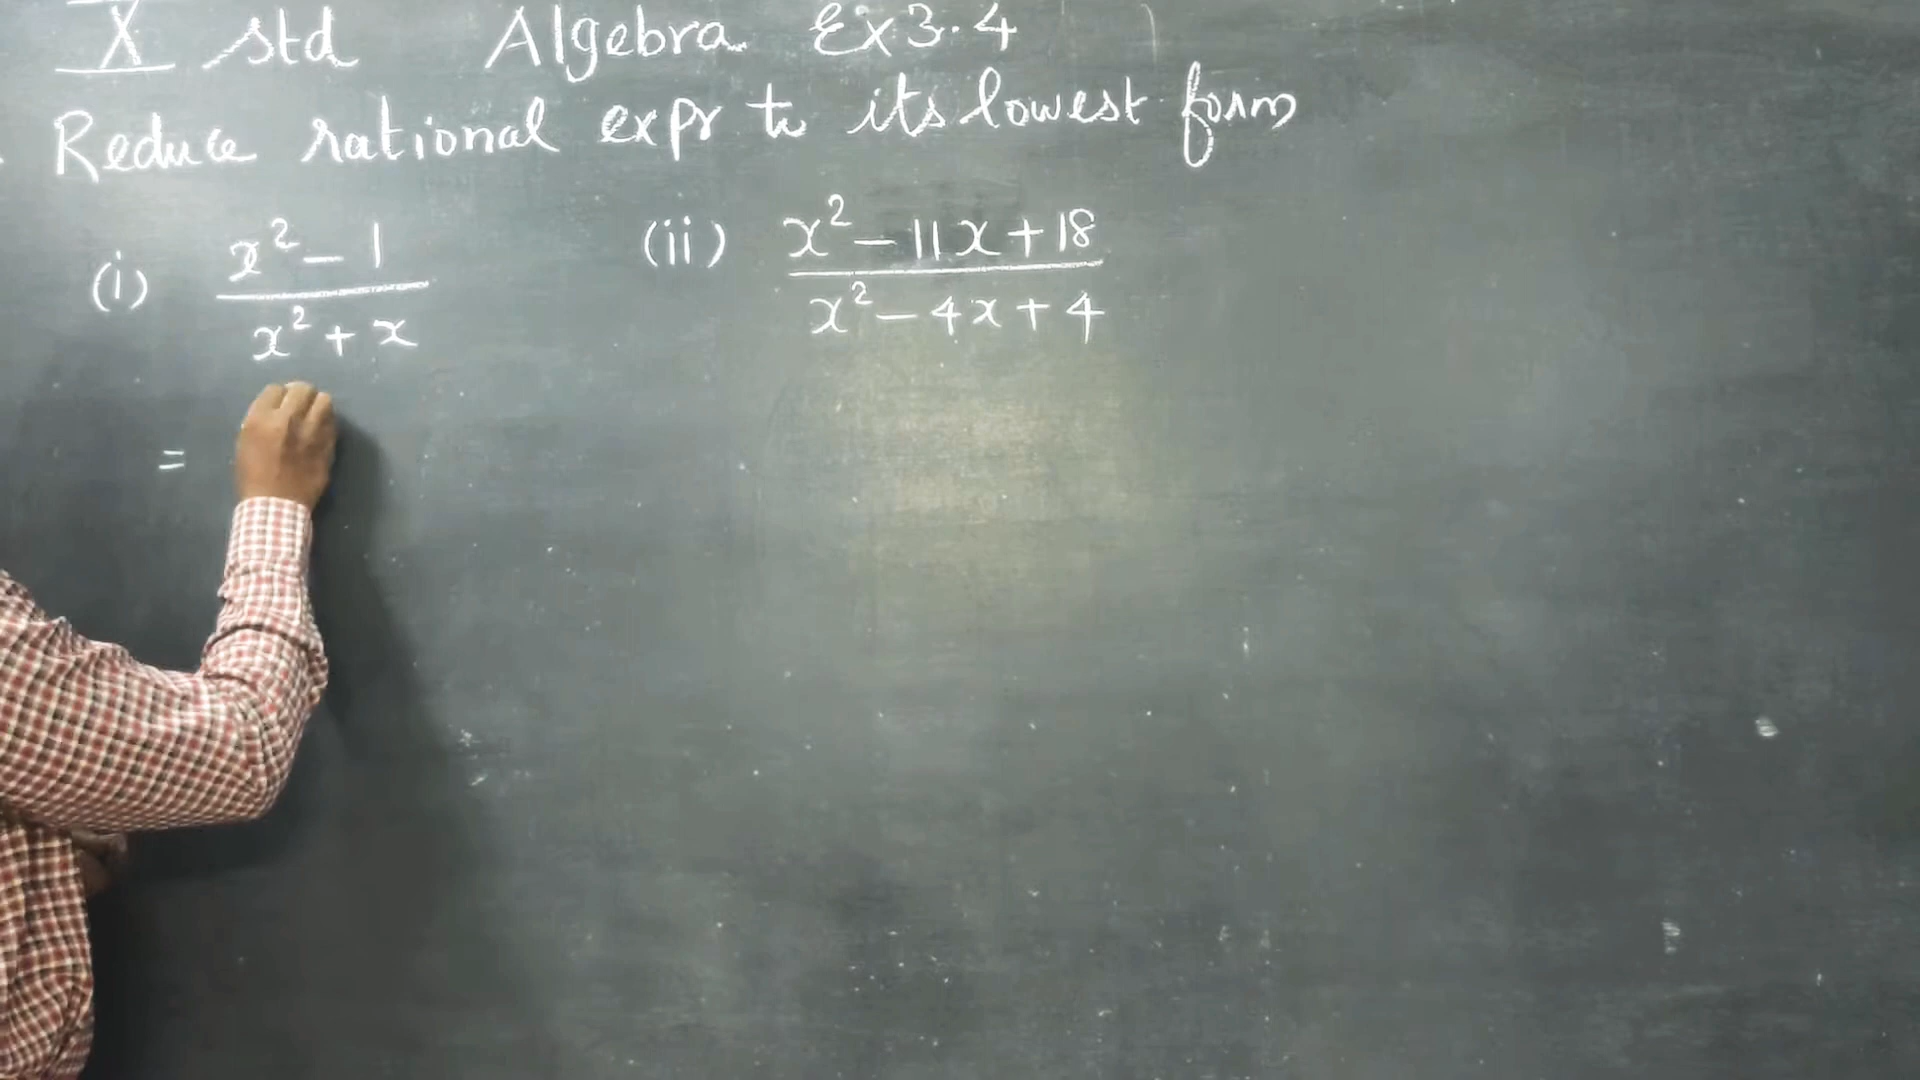 X std Algebra Ex 3.4
Reduce rational expr to its lowest form
(i) x² - 1 / x² + x
(ii) x² - 11x + 18 / x² - 4x + 4
=